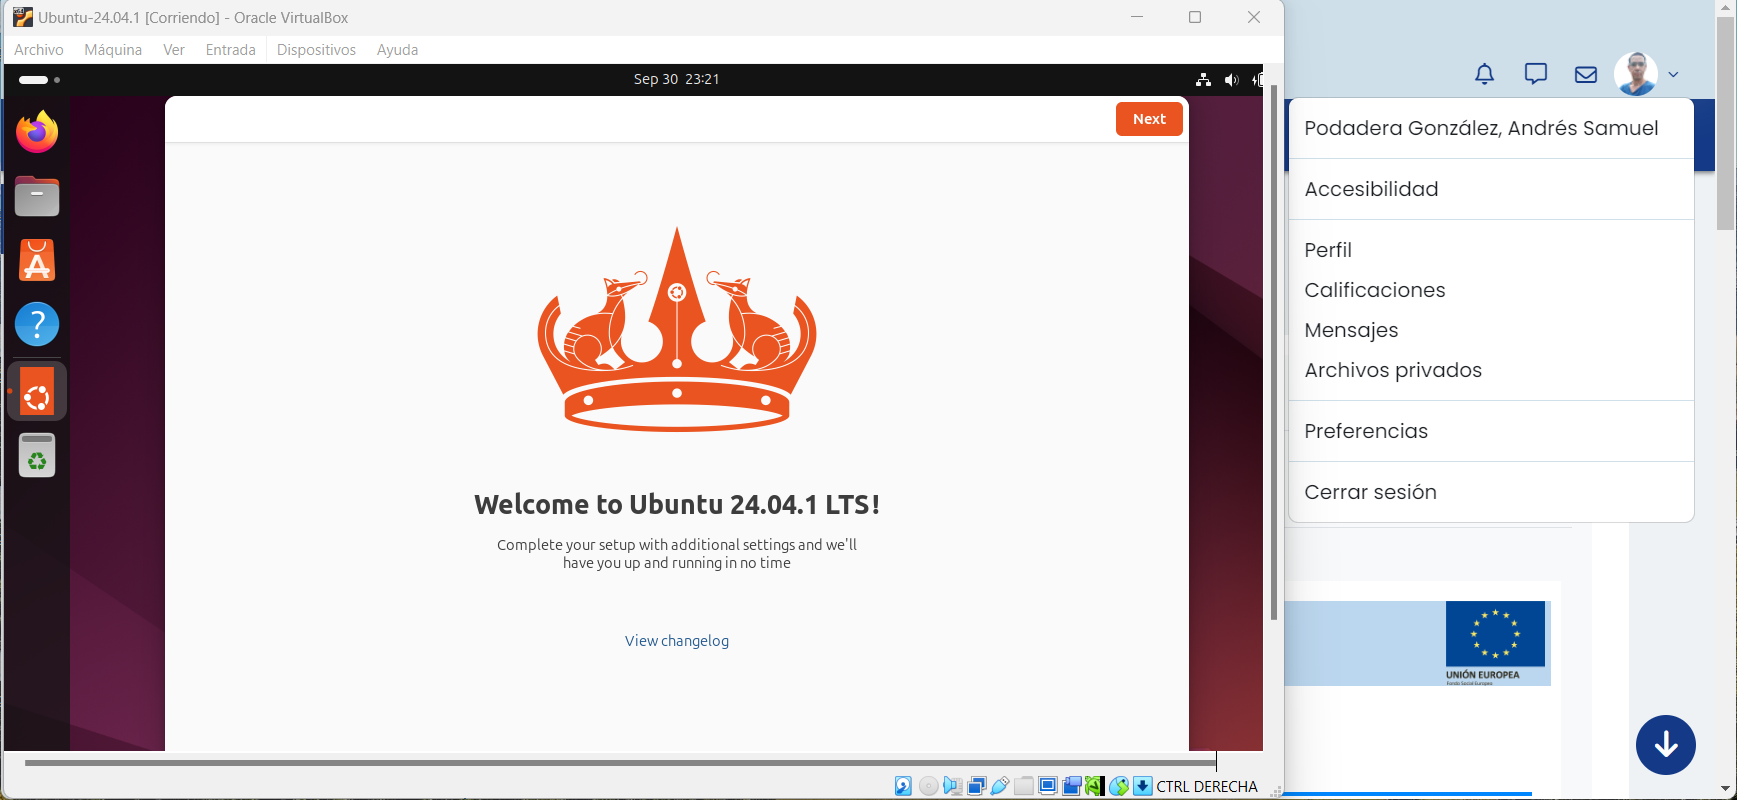 Ubuntu-24.04.1 [Corriendo] - Oracle VirtualBox
Archivo Máquina Ver Entrada Dispositivos Ayuda
Sep 30 23:21
Next
Welcome to Ubuntu 24.04.1 LTS!
Complete your setup with additional settings and we'll
have you up and running in no time
View changelog
CTRL DERECHA
Podadera González, Andrés Samuel
Accesibilidad
Perfil
Calificaciones
Mensajes
Archivos privados
Preferencias
Cerrar sesión
UNIÓN EUROPEA
Fondo Social Europeo